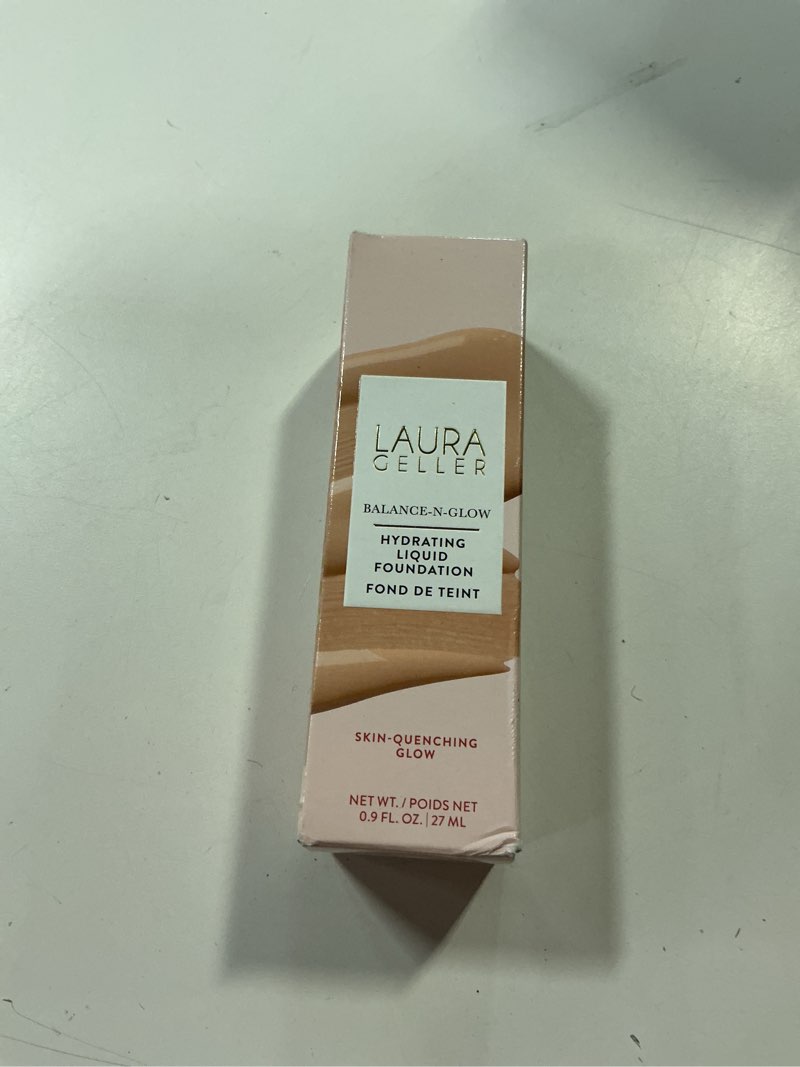 LAURA
GELLER
BALANCE-N-GLOW
HYDRATING
LIQUID
FOUNDATION
FOND DE TEINT
SKIN-QUENCHING
GLOW
NET WT. / POIDS NET
0.9 FL. OZ. | 27 ML